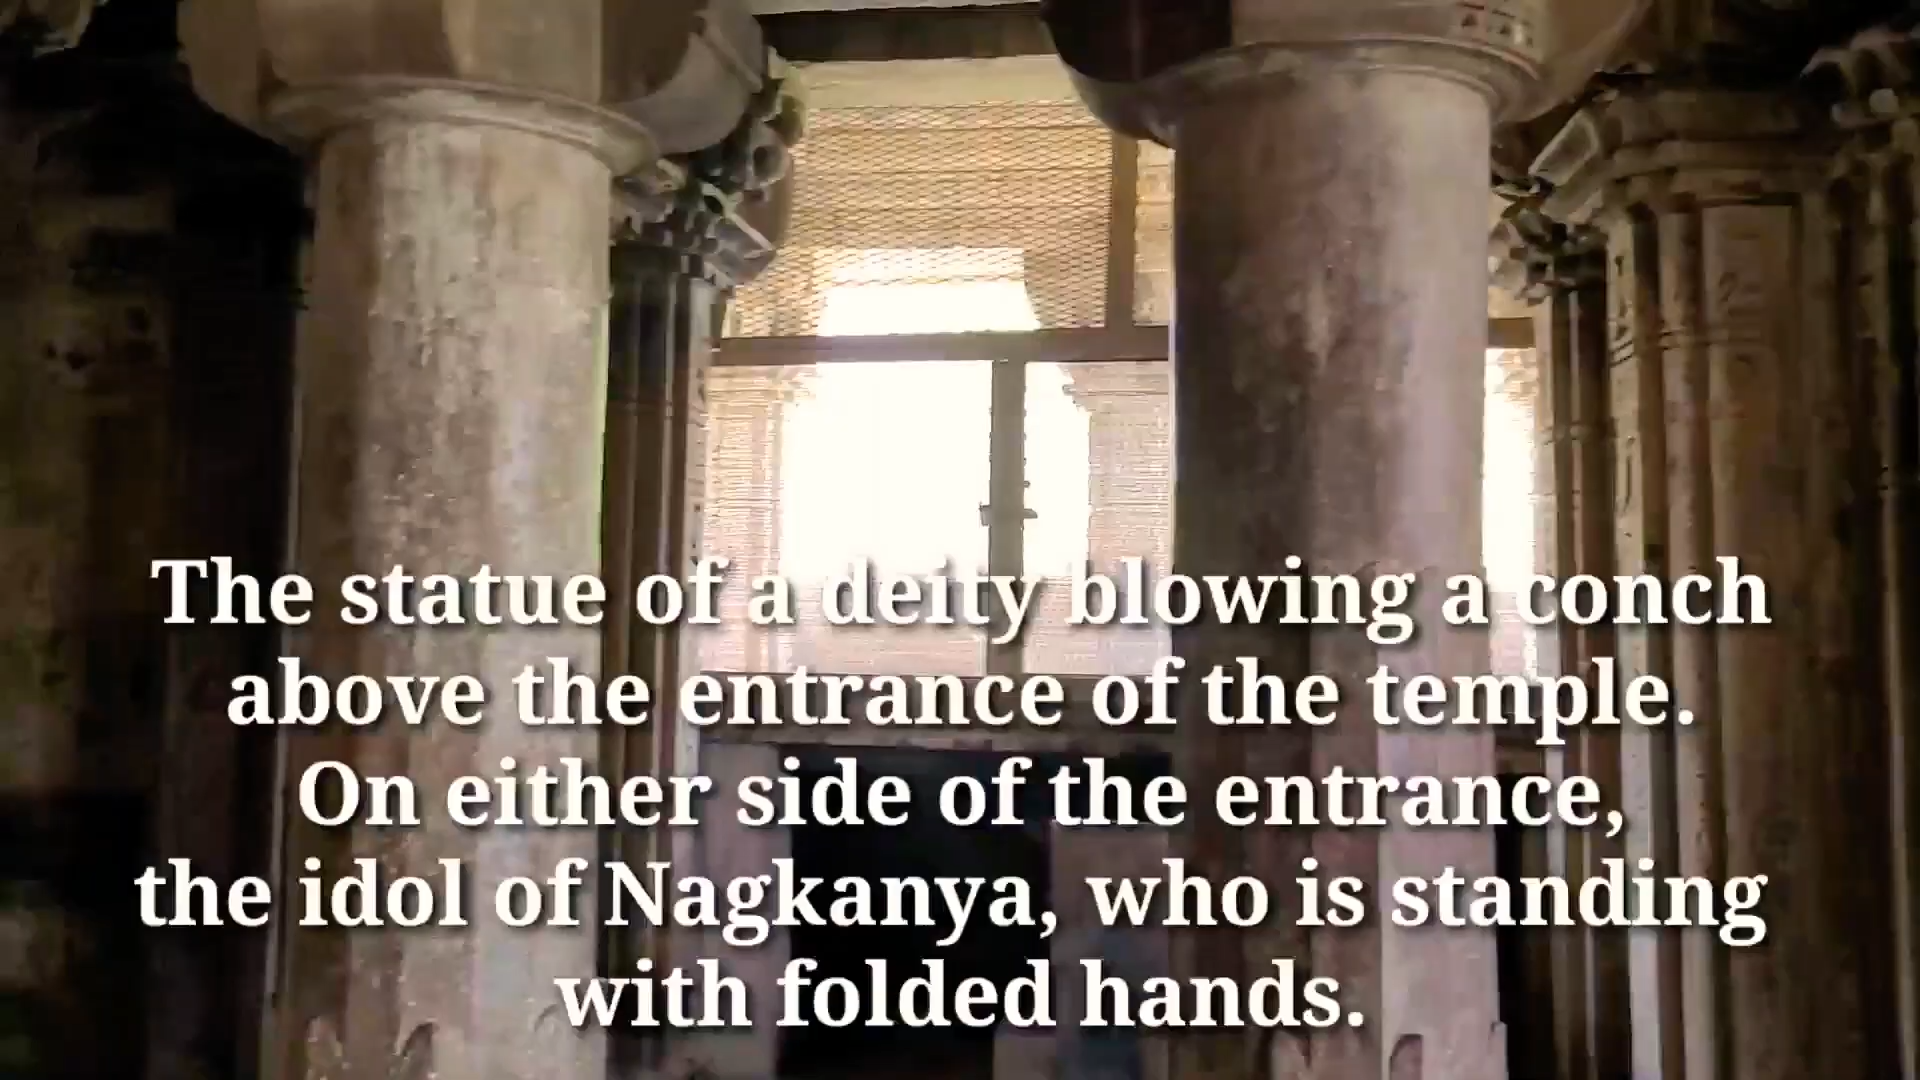 The statue of a deity blowing a conch
above the entrance of the temple.
On either side of the entrance,
the idol of Nagkanya, who is standing
with folded hands.